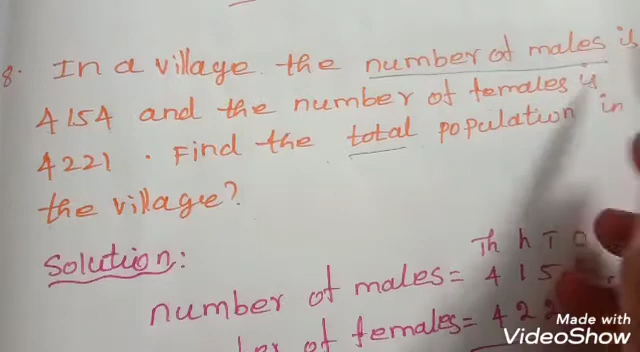 8. In a village the number of males is
4154 and the number of females is
4221. Find the total population in
the village?
Solution:
Th h T O
number of males = 4 1 5
of females = 4 2 2
Made with
VideoShow